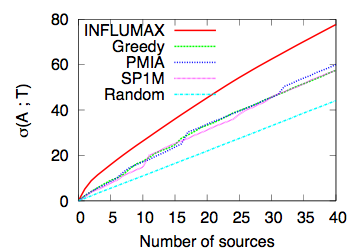 INFLUMAX
Greedy
PMIA
SP1M
Random
σ(A ; T)
80
60
40
20
0
0 5 10 15 20 25 30 35 40
Number of sources